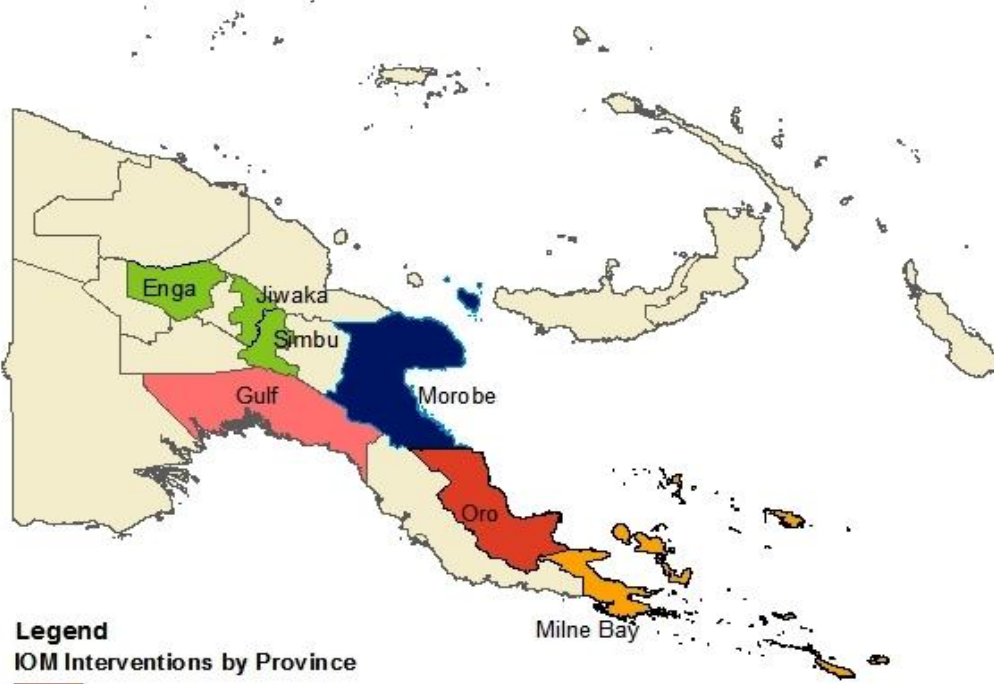 Enga
Jiwaka
Simbu
Gulf
Morobe
Oro
Milne Bay
Legend
IOM Interventions by Province